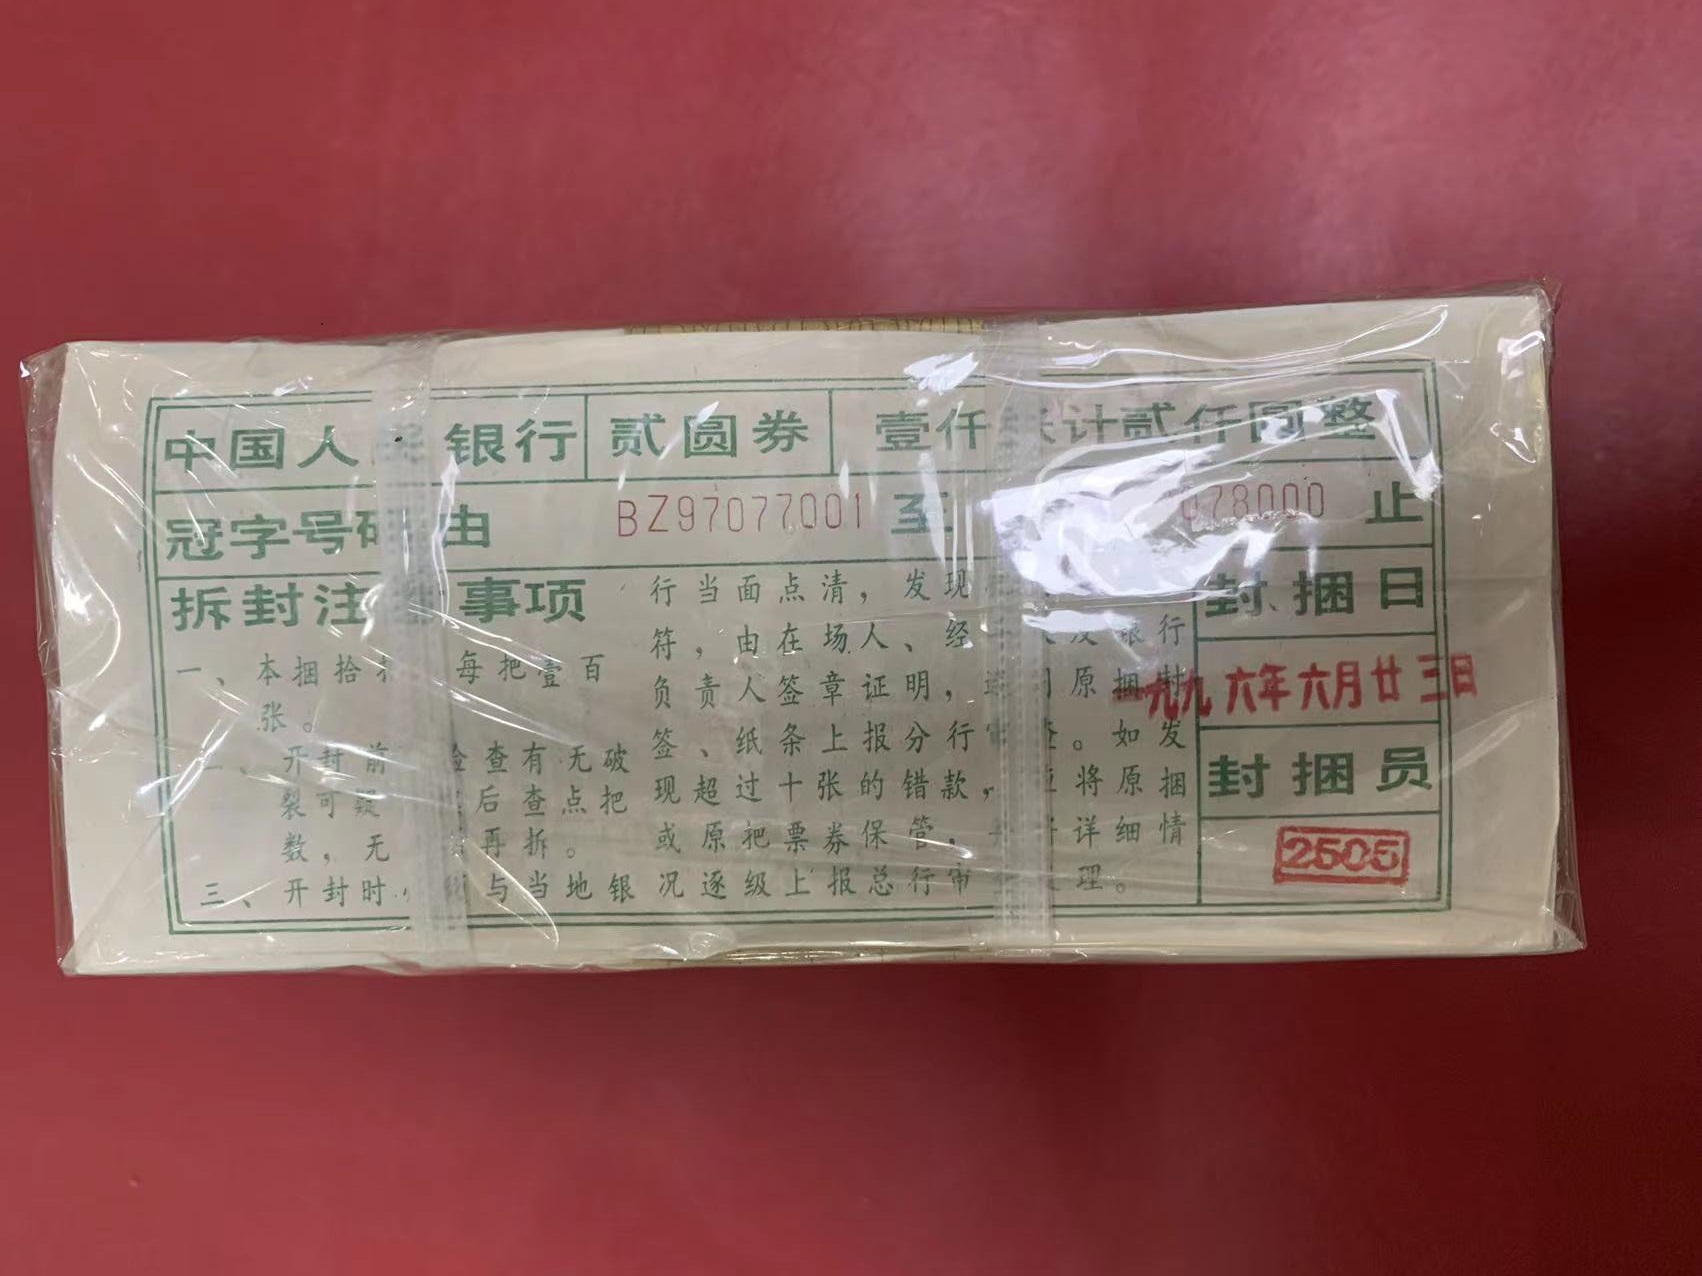 中国人民银行 贰圆券 壹仟张计贰仟圆整
冠字号码由 BZ97077001 至 978000 止
拆封注 事项
一、本捆拾 每把壹百
张。
开封前 检查有无破
裂可疑 后查点把
数，无 再拆。
三、开封时 与当地银
行当面点清，发现
符，由在场人、经 银行
负责人签章证明， 原捆封
签、纸条上报分行 。如发
现超过十张的错款， 将原捆
或原把票券保管， 详细情
况逐级上报总行审 理。
封捆日
一九九六年六月廿三日
封捆员
2505